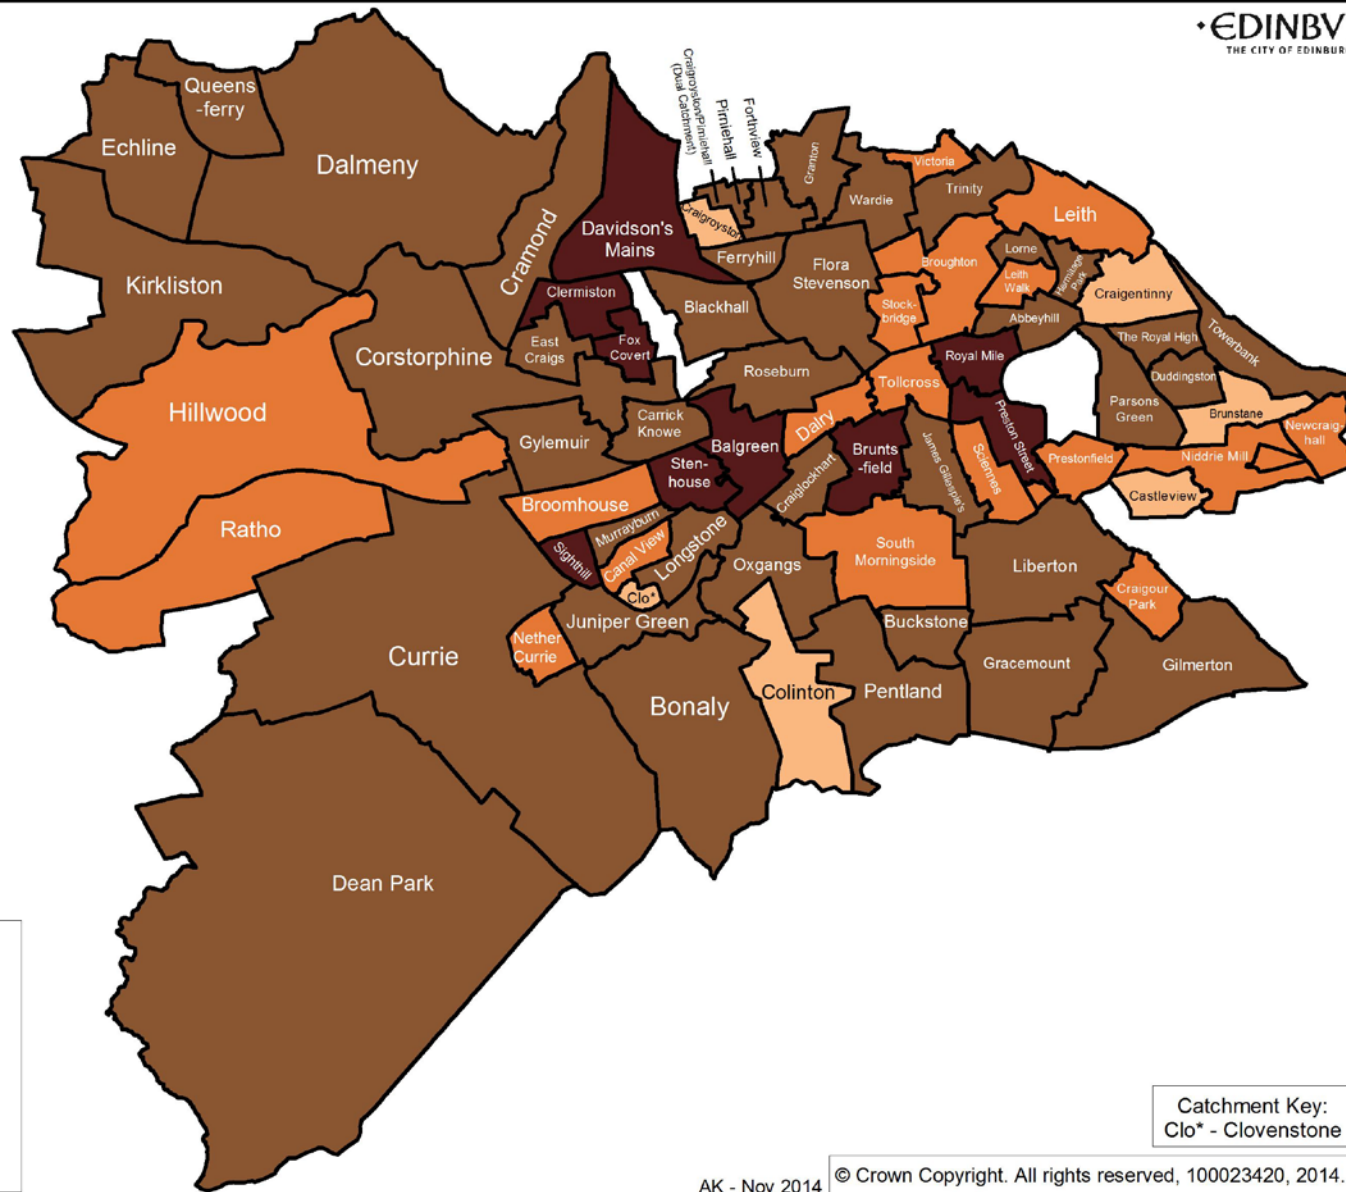 EDINBV
THE CITY OF EDINBUR
Queens
-ferry
Echline
Dalmeny
Kirkliston
Cramond
Davidson's
Mains
Craigroyston/Pirniehall
(Dual Catchment)
Pirniehall
Forthview
Granton
Craigroyston
Wardie
Victoria
Trinity
Leith
Ferryhill
Flora
Stevenson
Broughton
Lorne
Leith
Walk
Hermitage
Park
Craigentinny
Clermiston
Blackhall
Stock-
bridge
Abbeyhill
The Royal High
Towerbank
East
Craigs
Fox
Covert
Corstorphine
Roseburn
Royal Mile
Tollcross
Duddingston
Hillwood
Parsons
Green
Brunstane
Carrick
Knowe
Dalry
Preston Street
Newcraig-
hall
Gylemuir
Balgreen
Brunts
-field
James Gillespie's
Sciennes
Prestonfield
Niddrie Mill
Sten-
house
Craiglockhart
Castleview
Broomhouse
Ratho
Murrayburn
Longstone
Sighthill
Canal View
South
Morningside
Oxgangs
Liberton
Clo*
Craigour
Park
Juniper Green
Buckstone
Nether
Currie
Currie
Gracemount
Gilmerton
Colinton
Pentland
Bonaly
Dean Park
Catchment Key:
Clo* - Clovenstone
AK - Nov 2014
© Crown Copyright. All rights reserved, 100023420, 2014.